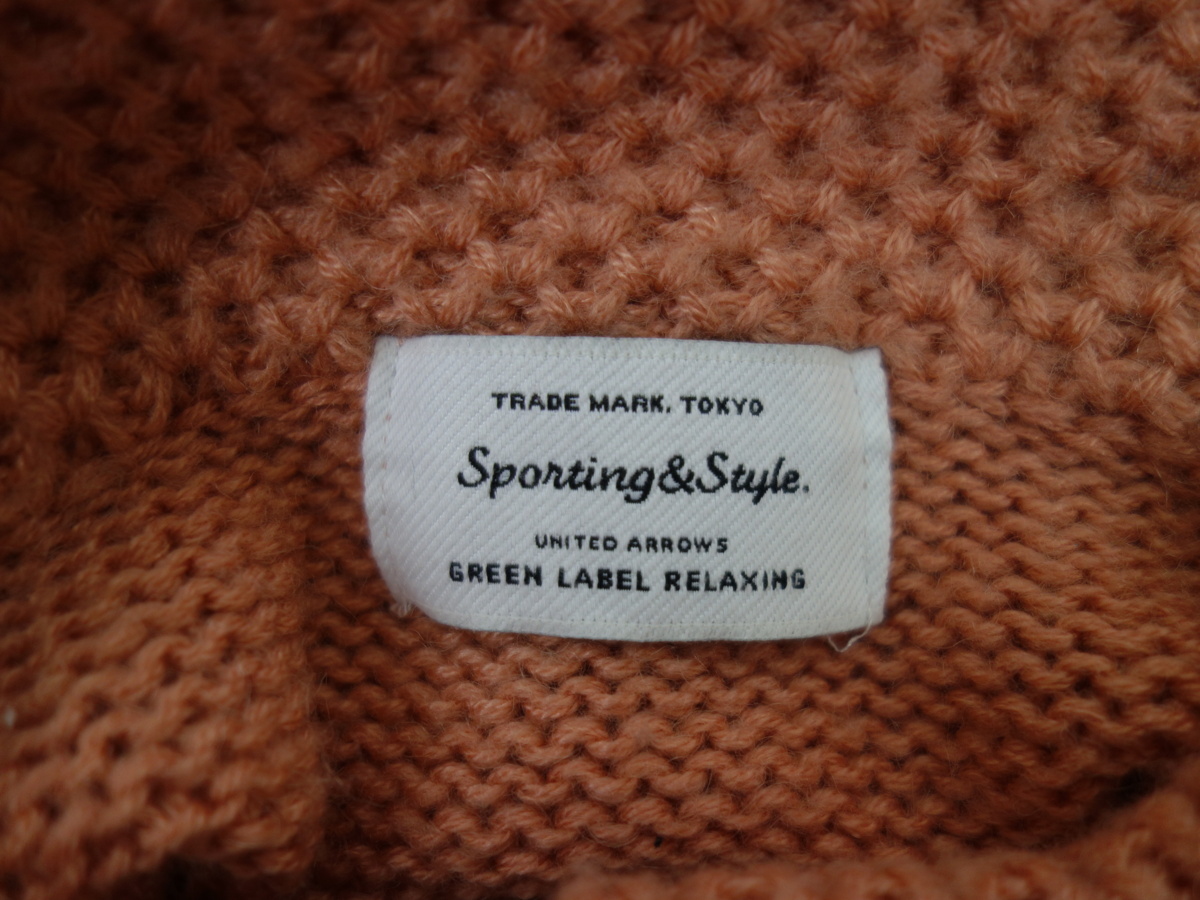 TRADE MARK. TOKYO
Sporting&Style.
UNITED ARROWS
GREEN LABEL RELAXING